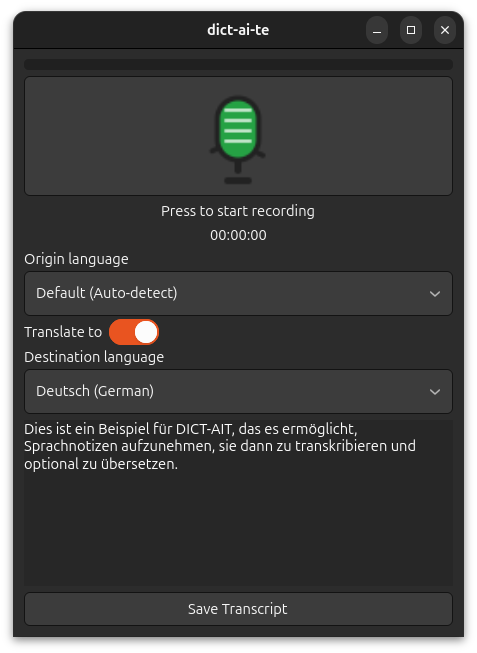 dict-ai-te
Press to start recording
00:00:00
Origin language
Default (Auto-detect)
Translate to
Destination language
Deutsch (German)
Dies ist ein Beispiel für DICT-AIT, das es ermöglicht,
Sprachnotizen aufzunehmen, sie dann zu transkribieren und
optional zu übersetzen.
Save Transcript